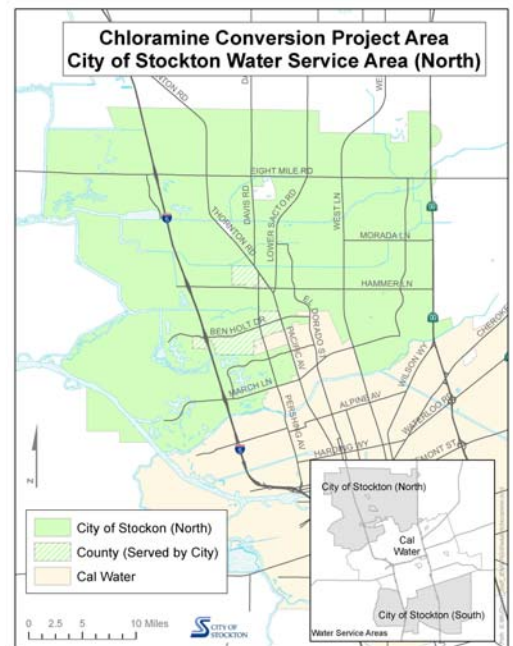 Chloramine Conversion Project Area
City of Stockton Water Service Area (North)
EIGHT MILE RD
DAVIS RD
LOWER SACTO RD
THORNTON RD
WEST LN
MORADA LN
HAMMER LN
5
BEN HOLT DR
EL DORADO ST
PACIFIC AV
MARCH LN
PERSHING AV
ALPINE AV
WILSON WY
WATERLOO RD
HARDING WY
5
N
City of Stockon (North)
County (Served by City)
Cal Water
0 2.5 5 10 Miles
CITY OF
STOCKTON
City of Stockton (North)
Cal
Water
City of Stockton (South)
Water Service Areas